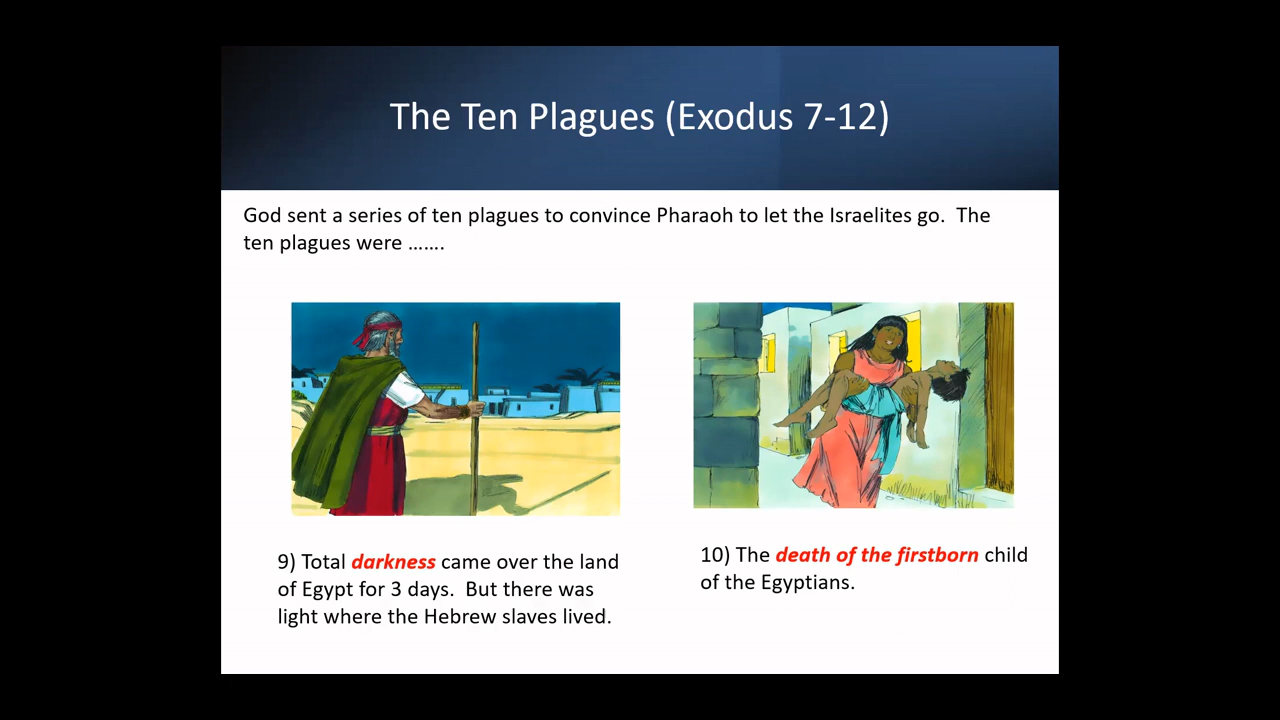 The Ten Plagues (Exodus 7-12)
God sent a series of ten plagues to convince Pharaoh to let the Israelites go.  The
ten plagues were …….
9) Total darkness came over the land
of Egypt for 3 days.  But there was
light where the Hebrew slaves lived.
10) The death of the firstborn child
of the Egyptians.